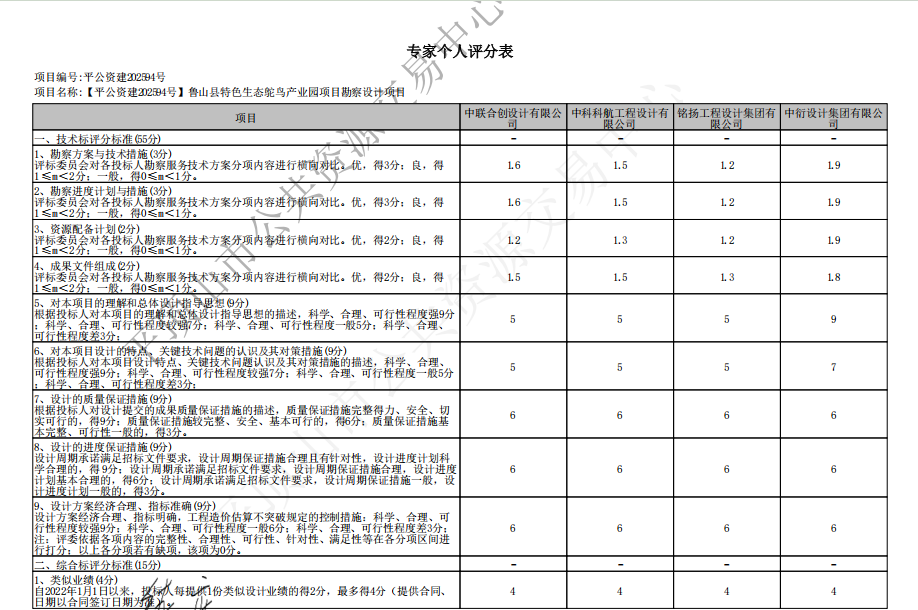 专家个人评分表
项目编号:平公资建202594号
项目名称:【平公资建202594号】鲁山县特色生态鸵鸟产业园项目勘察设计项目
项目 中联合创设计有限公司 中科科航工程设计有限公司 铭扬工程设计集团有限公司 中衍设计集团有限公司
一、技术标评分标准(55分) - - - -
1、勘察方案与技术措施(3分)
评标委员会对各投标人勘察服务技术方案分项内容进行横向对比。优，得3分；良，得
1≤m<2分；一般，得0≤m<1分。 1.6 1.5 1.2 1.9
2、勘察进度计划与措施(3分)
评标委员会对各投标人勘察服务技术方案分项内容进行横向对比。优，得3分；良，得
1≤m<2分；一般，得0≤m<1分。 1.6 1.5 1.2 1.9
3、资源配备计划(2分)
评标委员会对各投标人勘察服务技术方案分项内容进行横向对比。优，得2分；良，得
1≤m<2分；一般，得0≤m<1分。 1.2 1.3 1.2 1.9
4、成果文件组成(2分)
评标委员会对各投标人勘察服务技术方案分项内容进行横向对比。优，得2分；良，得
1≤m<2分；一般，得0≤m<1分。 1.5 1.5 1.3 1.8
5、对本项目的理解和总体设计指导思想(9分)
根据投标人对本项目的理解和总体设计指导思想的描述，科学、合理、可行性程度强9分
；科学、合理、可行性程度较强7分；科学、合理、可行性程度一般5分；科学、合理、
可行性程度差3分； 5 5 5 9
6、对本项目设计的特点、关键技术问题的认识及其对策措施(9分)
根据投标人对本项目设计特点、关键技术问题认识及其对策措施的描述，科学、合理、
可行性程度强9分；科学、合理、可行性程度较强7分；科学、合理、可行性程度一般5分
；科学、合理、可行性程度差3分； 5 5 5 7
7、设计的质量保证措施(9分)
根据投标人对设计提交的成果质量保证措施的描述，质量保证措施完整得力、安全、切
实可行的，得9分；质量保证措施较完整、安全、基本可行的，得6分；质量保证措施基
本完整、可行性一般的，得3分。 6 6 6 6
8、设计的进度保证措施(9分)
设计周期承诺满足招标文件要求，设计周期保证措施合理且有针对性，设计进度计划科
学合理的，得 9分；设计周期承诺满足招标文件要求，设计周期保证措施合理，设计进度
计划基本合理的，得6分；设计周期承诺满足招标文件要求，设计周期保证措施一般，设
计进度计划一般的，得3分。 6 6 6 6
9、设计方案经济合理、指标准确(9分)
设计方案经济合理、指标明确，工程造价估算不突破规定的控制措施；科学、合理、可
行性程度较强9分；科学、合理、可行性程度一般6分；科学、合理、可行性程度差3分；
注：评委依据各项内容的完整性、合理性、可行性、针对性、满足性等在各分项区间进
行打分；以上各分项若有缺项，该项为0分。 6 6 6 6
二、综合标评分标准(15分) - - - -
1、类似业绩(4分)
自2022年1月1日以来，投标人每提供1份类似设计业绩的得2分，最多得4分（提供合同、
日期以合同签订日期为准） 4 4 4 4
平顶山市公共资源交易中心
平顶山市公共资源交易中心